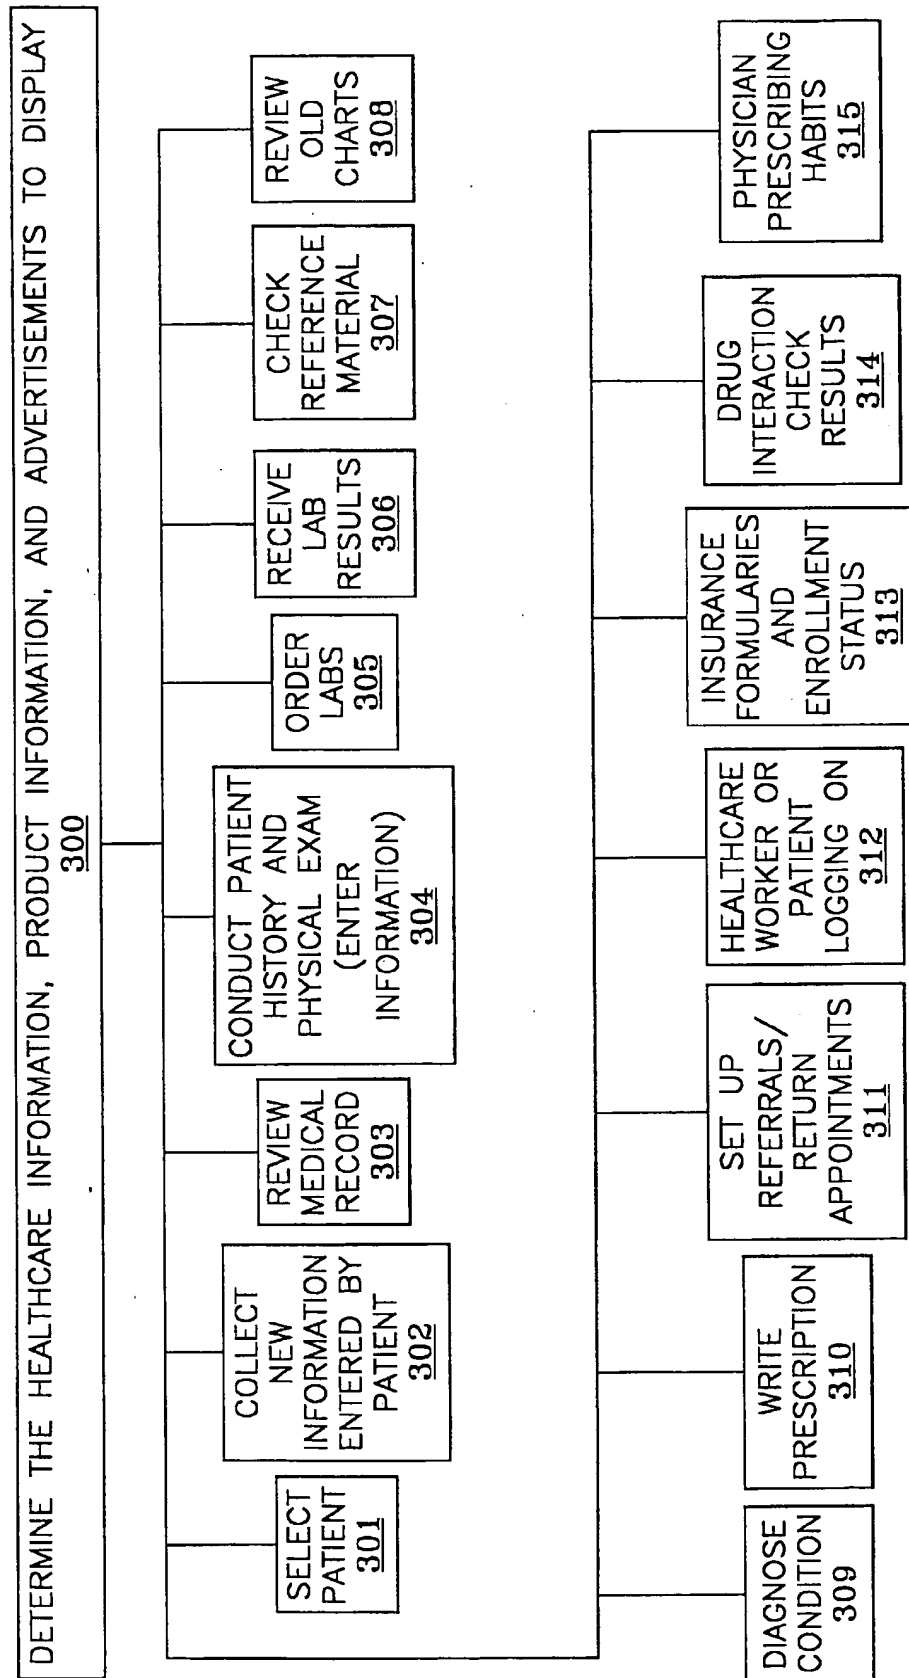 DETERMINE THE HEALTHCARE INFORMATION, PRODUCT INFORMATION, AND ADVERTISEMENTS TO DISPLAY
300
SELECT
PATIENT
301
COLLECT
NEW
INFORMATION
ENTERED BY
PATIENT
302
REVIEW
MEDICAL
RECORD
303
CONDUCT PATIENT
HISTORY AND
PHYSICAL EXAM
(ENTER
INFORMATION)
304
ORDER
LABS
305
RECEIVE
LAB
RESULTS
306
CHECK
REFERENCE
MATERIAL
307
REVIEW
OLD
CHARTS
308
DIAGNOSE
CONDITION
309
WRITE
PRESCRIPTION
310
SET UP
REFERRALS/
RETURN
APPOINTMENTS
311
HEALTHCARE
WORKER OR
PATIENT
LOGGING ON
312
INSURANCE
FORMULARIES
AND
ENROLLMENT
STATUS
313
DRUG
INTERACTION
CHECK
RESULTS
314
PHYSICIAN
PRESCRIBING
HABITS
315